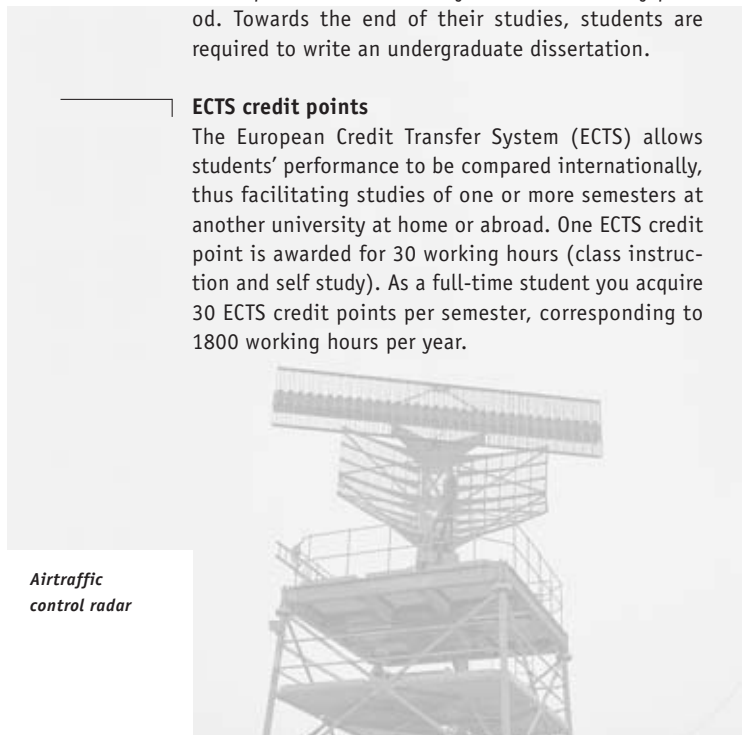 od. Towards the end of their studies, students are
required to write an undergraduate dissertation.
ECTS credit points
The European Credit Transfer System (ECTS) allows
students’ performance to be compared internationally,
thus facilitating studies of one or more semesters at
another university at home or abroad. One ECTS credit
point is awarded for 30 working hours (class instruc-
tion and self study). As a full-time student you acquire
30 ECTS credit points per semester, corresponding to
1800 working hours per year.
Airtraffic
control radar